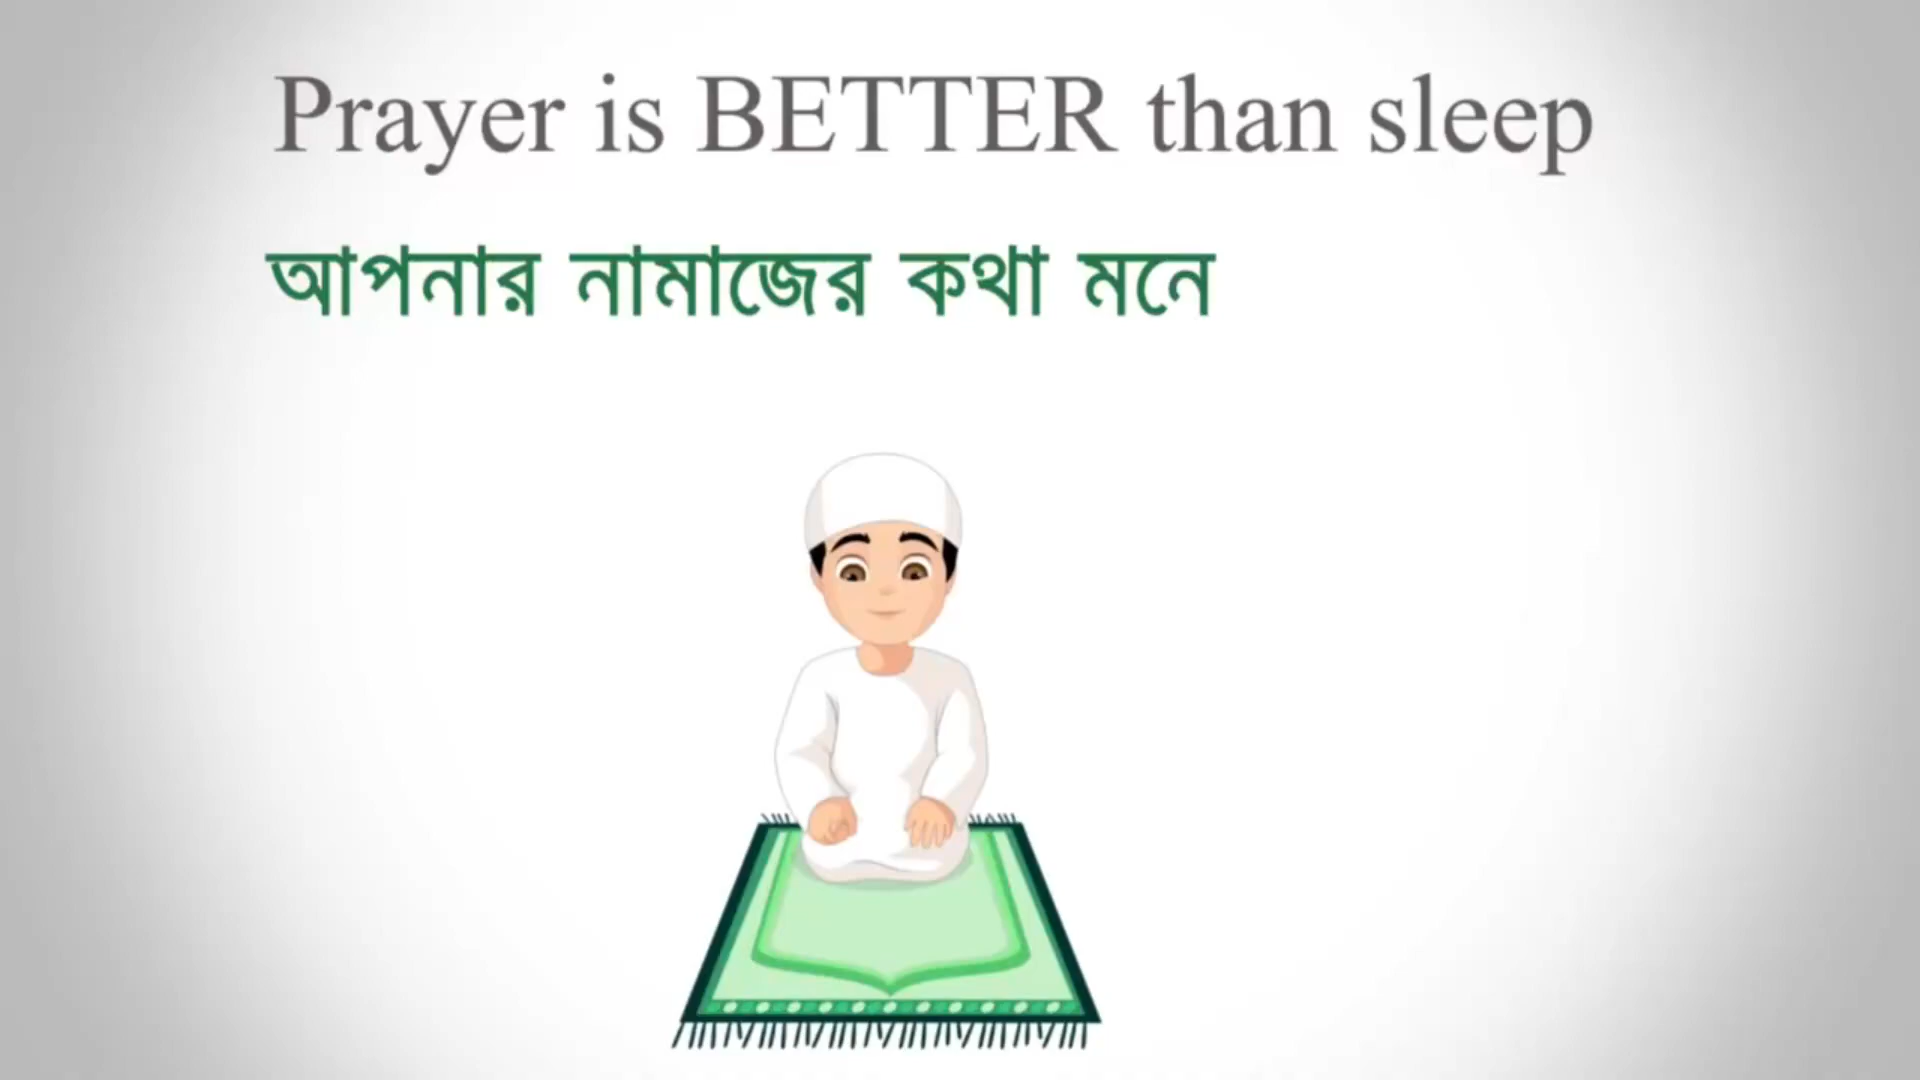 Prayer is BETTER than sleep
আপনার নামাজের কথা মনে